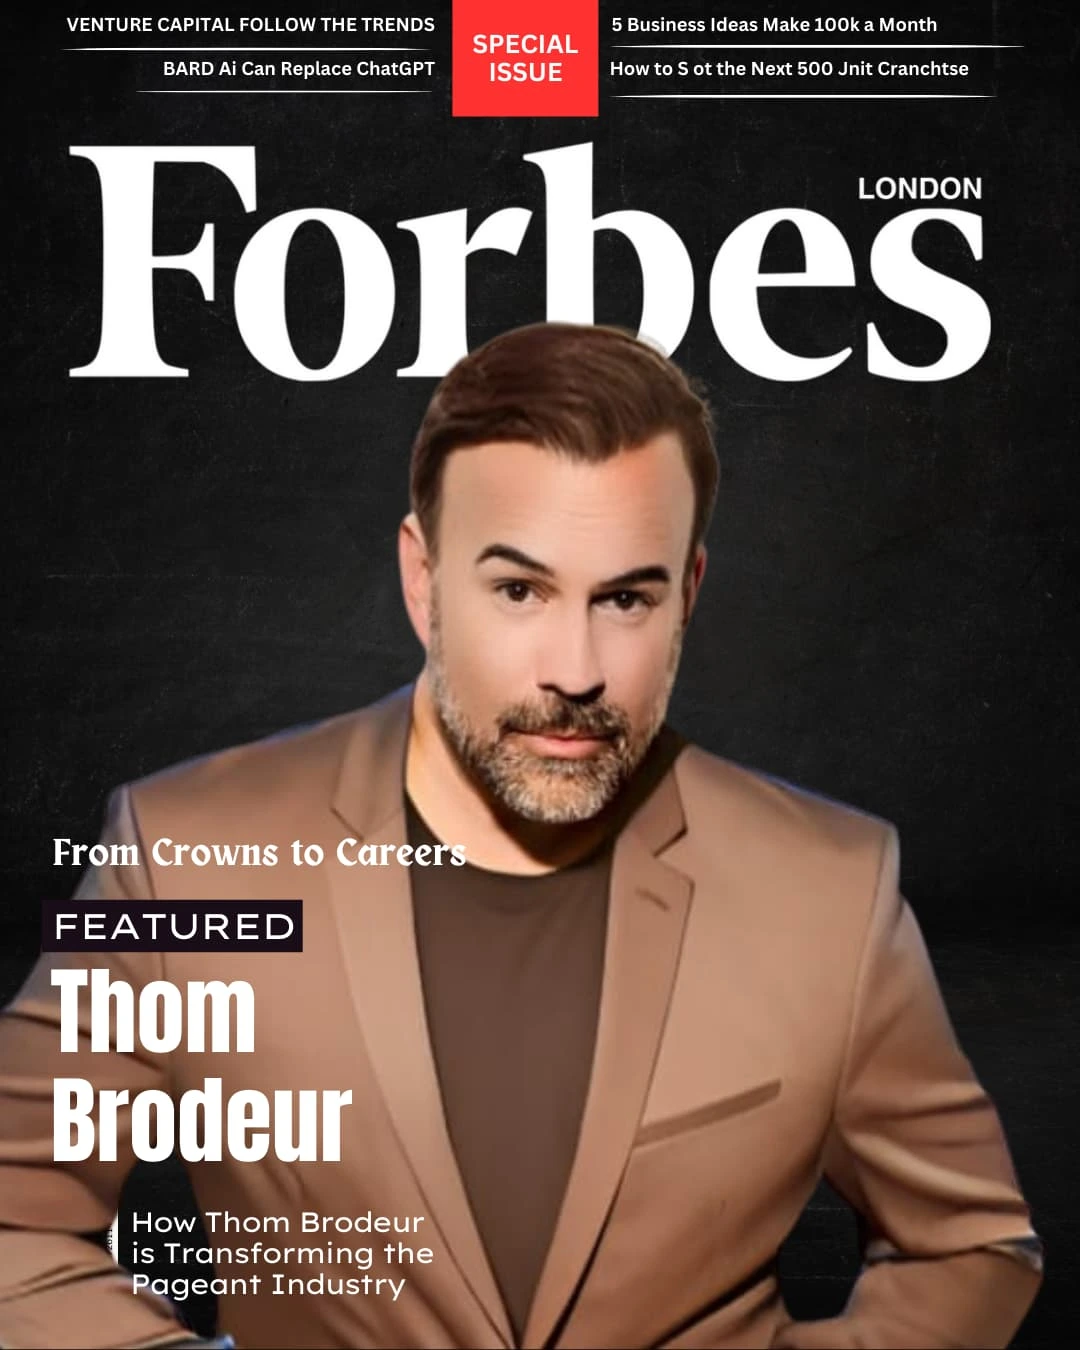 VENTURE CAPITAL FOLLOW THE TRENDS
BARD Ai Can Replace ChatGPT
SPECIAL
ISSUE
5 Business Ideas Make 100k a Month
How to S ot the Next 500 Jnit Cranchtse
Forbes
LONDON
From Crowns to Careers
FEATURED
Thom
Brodeur
How Thom Brodeur
is Transforming the
Pageant Industry